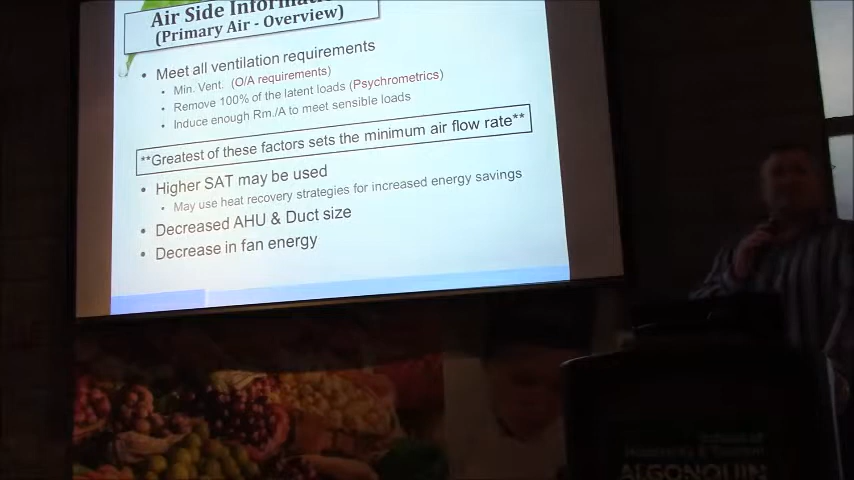 Air Side Informati
(Primary Air - Overview)
• Meet all ventilation requirements
• Min. Vent. (O/A requirements)
• Remove 100% of the latent loads (Psychrometrics)
• Induce enough Rm./A to meet sensible loads
**Greatest of these factors sets the minimum air flow rate**
• Higher SAT may be used
• May use heat recovery strategies for increased energy savings
• Decreased AHU & Duct size
• Decrease in fan energy
ALGONQUIN